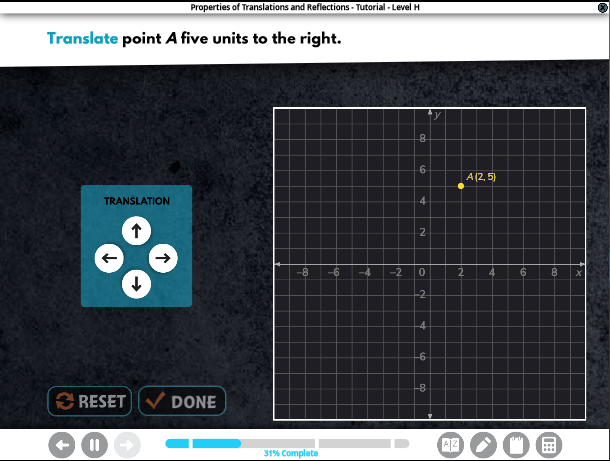 Properties of Translations and Reflections - Tutorial - Level H
Translate point A five units to the right.
TRANSLATION
RESET
DONE
y
8
6
A (2, 5)
4
2
-8 -6 -4 -2 0 2 4 6 8 x
-2
-4
-6
-8
31% Complete
A Z